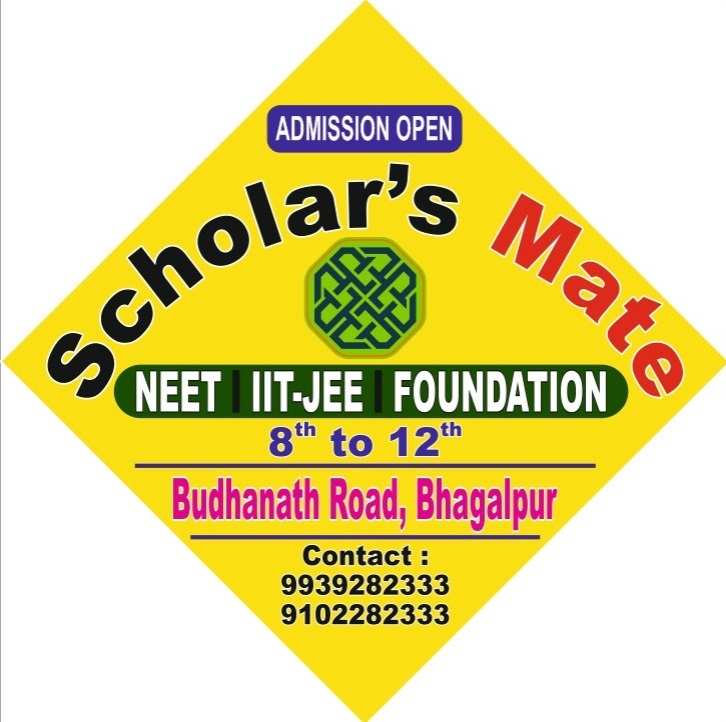 ADMISSION OPEN
Scholar's Mate
NEET | IIT-JEE | FOUNDATION
8th to 12th
Budhanath Road, Bhagalpur
Contact :
9939282333
9102282333